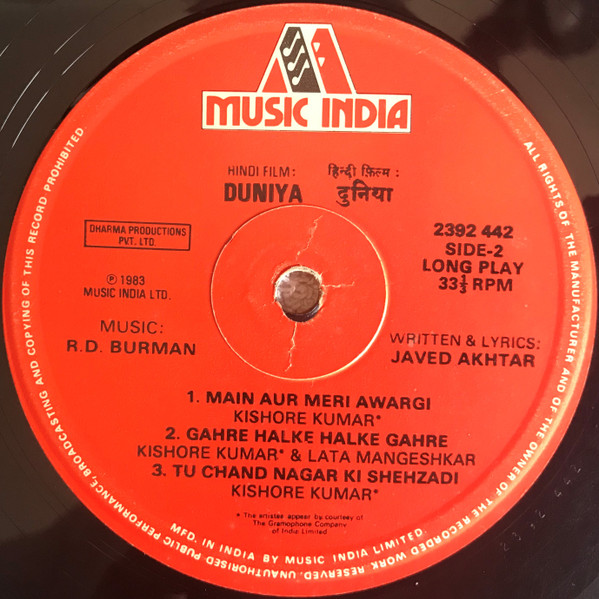 MUSIC INDIA
HINDI FILM: हिन्दी फ़िल्म :
DUNIYA दुनिया
DHARMA PRODUCTIONS
PVT. LTD.
2392 442
SIDE-2
LONG PLAY
33⅓ RPM
℗ 1983
MUSIC INDIA LTD.
MUSIC:
R.D. BURMAN
WRITTEN & LYRICS:
JAVED AKHTAR
1. MAIN AUR MERI AWARGI
KISHORE KUMAR*
2. GAHRE HALKE HALKE GAHRE
KISHORE KUMAR* & LATA MANGESHKAR
3. TU CHAND NAGAR KI SHEHZADI
KISHORE KUMAR*
* The artistes appear by courtesy of
The Gramophone Company
of India Limited
MFD. IN INDIA BY MUSIC INDIA LIMITED.
ALL RIGHTS OF THE MANUFACTURER AND OF THE OWNER OF THE RECORDED WORK RESERVED. UNAUTHORISED PUBLIC PERFORMANCE, BROADCASTING AND COPYING OF THIS RECORD PROHIBITED